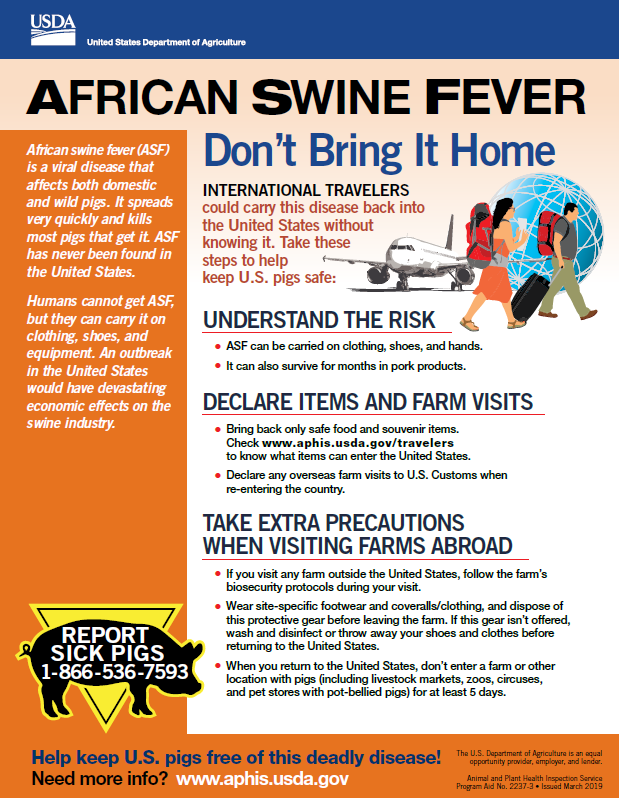 USDA
United States Department of Agriculture
AFRICAN SWINE FEVER
Don't Bring It Home
African swine fever (ASF)
is a viral disease that
affects both domestic
and wild pigs. It spreads
very quickly and kills
most pigs that get it. ASF
has never been found in
the United States.
Humans cannot get ASF,
but they can carry it on
clothing, shoes, and
equipment. An outbreak
in the United States
would have devastating
economic effects on the
swine industry.
INTERNATIONAL TRAVELERS
could carry this disease back into
the United States without
knowing it. Take these
steps to help
keep U.S. pigs safe:
UNDERSTAND THE RISK
• ASF can be carried on clothing, shoes, and hands.
• It can also survive for months in pork products.
DECLARE ITEMS AND FARM VISITS
• Bring back only safe food and souvenir items.
Check www.aphis.usda.gov/travelers
to know what items can enter the United States.
• Declare any overseas farm visits to U.S. Customs when
re-entering the country.
TAKE EXTRA PRECAUTIONS
WHEN VISITING FARMS ABROAD
• If you visit any farm outside the United States, follow the farm's
biosecurity protocols during your visit.
• Wear site-specific footwear and coveralls/clothing, and dispose of
this protective gear before leaving the farm. If this gear isn't offered,
wash and disinfect or throw away your shoes and clothes before
returning to the United States.
• When you return to the United States, don't enter a farm or other
location with pigs (including livestock markets, zoos, circuses,
and pet stores with pot-bellied pigs) for at least 5 days.
REPORT
SICK PIGS
1-866-536-7593
Help keep U.S. pigs free of this deadly disease!
Need more info? www.aphis.usda.gov
The U.S. Department of Agriculture is an equal
opportunity provider, employer, and lender.
Animal and Plant Health Inspection Service
Program Aid No. 2237-3 • Issued March 2019